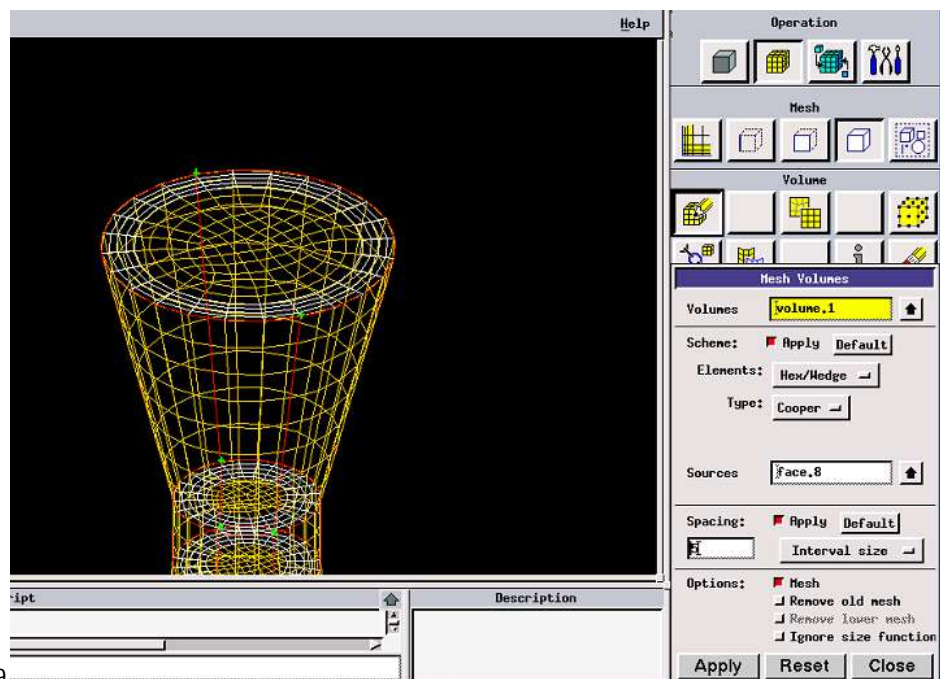 Help
Operation
Mesh
Volume
Mesh Volumes
Volumes volume.1
Scheme: Apply Default
Elements: Hex/Wedge
Type: Cooper
Sources face.8
Spacing: Apply Default
Interval size
Options: Mesh
Remove old mesh
Remove lower mesh
Ignore size function
ipt Description
Apply Reset Close